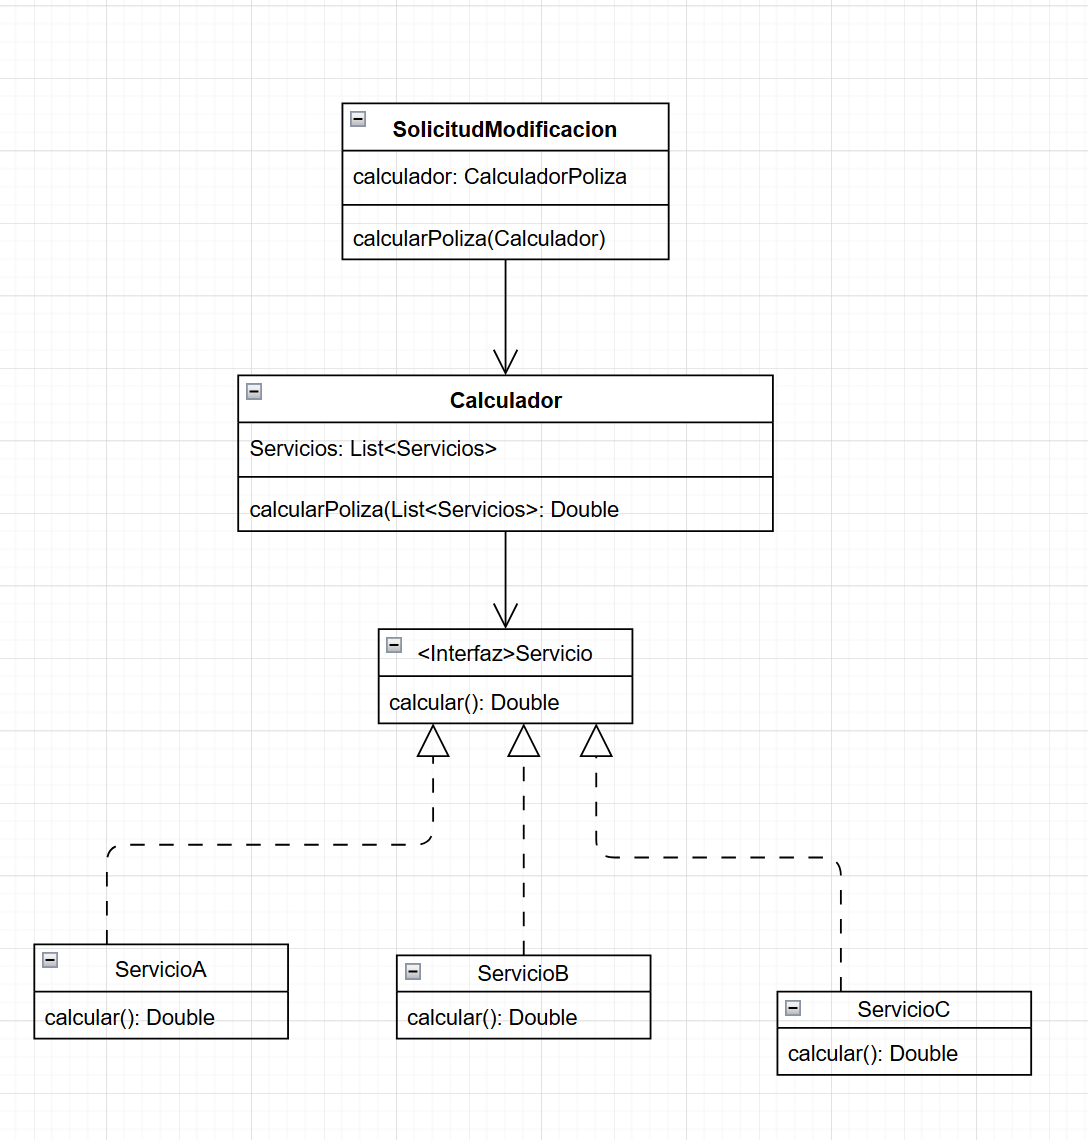 SolicitudModificacion
calculador: CalculadorPoliza
calcularPoliza(Calculador)
Calculador
Servicios: List<Servicios>
calcularPoliza(List<Servicios>: Double
<Interfaz>Servicio
calcular(): Double
ServicioA
calcular(): Double
ServicioB
calcular(): Double
ServicioC
calcular(): Double